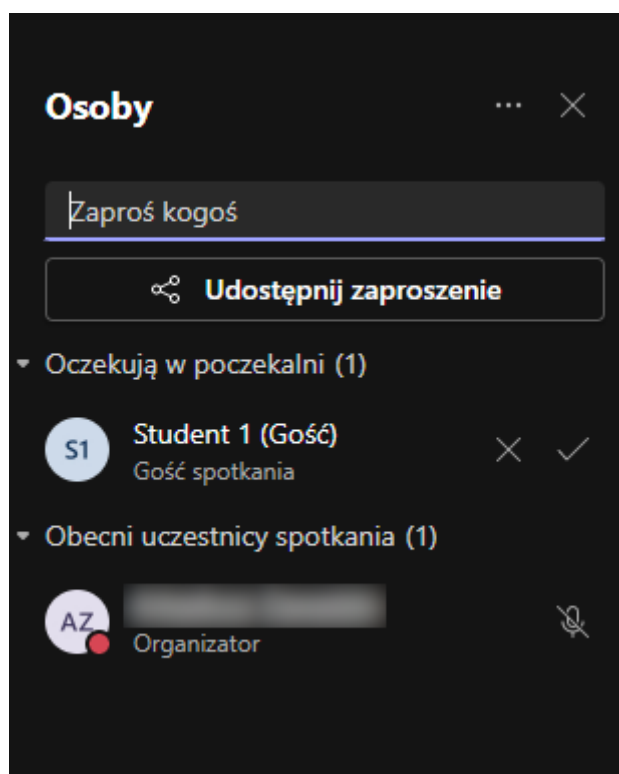 Osoby
Zaproś kogoś
Udostępnij zaproszenie
Oczekują w poczekalni (1)
S1
Student 1 (Gość)
Gość spotkania
Obecni uczestnicy spotkania (1)
AZ
Organizator